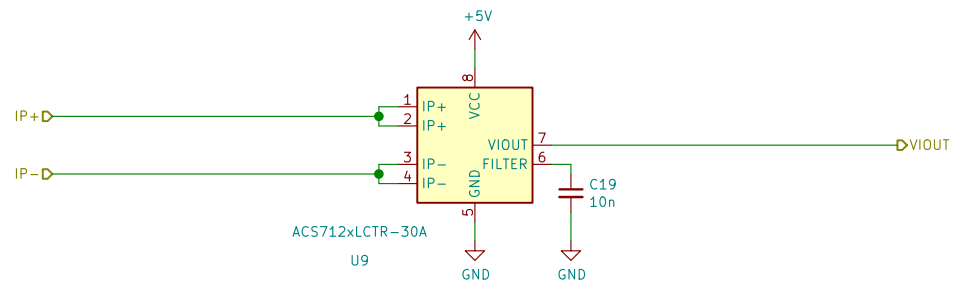 +5V
8
VCC
IP+
1
IP+
2
IP+
7
VIOUT
VIOUT
3
IP-
6
FILTER
IP-
4
IP-
GND
5
C19
10n
ACS712xLCTR-30A
U9
GND
GND